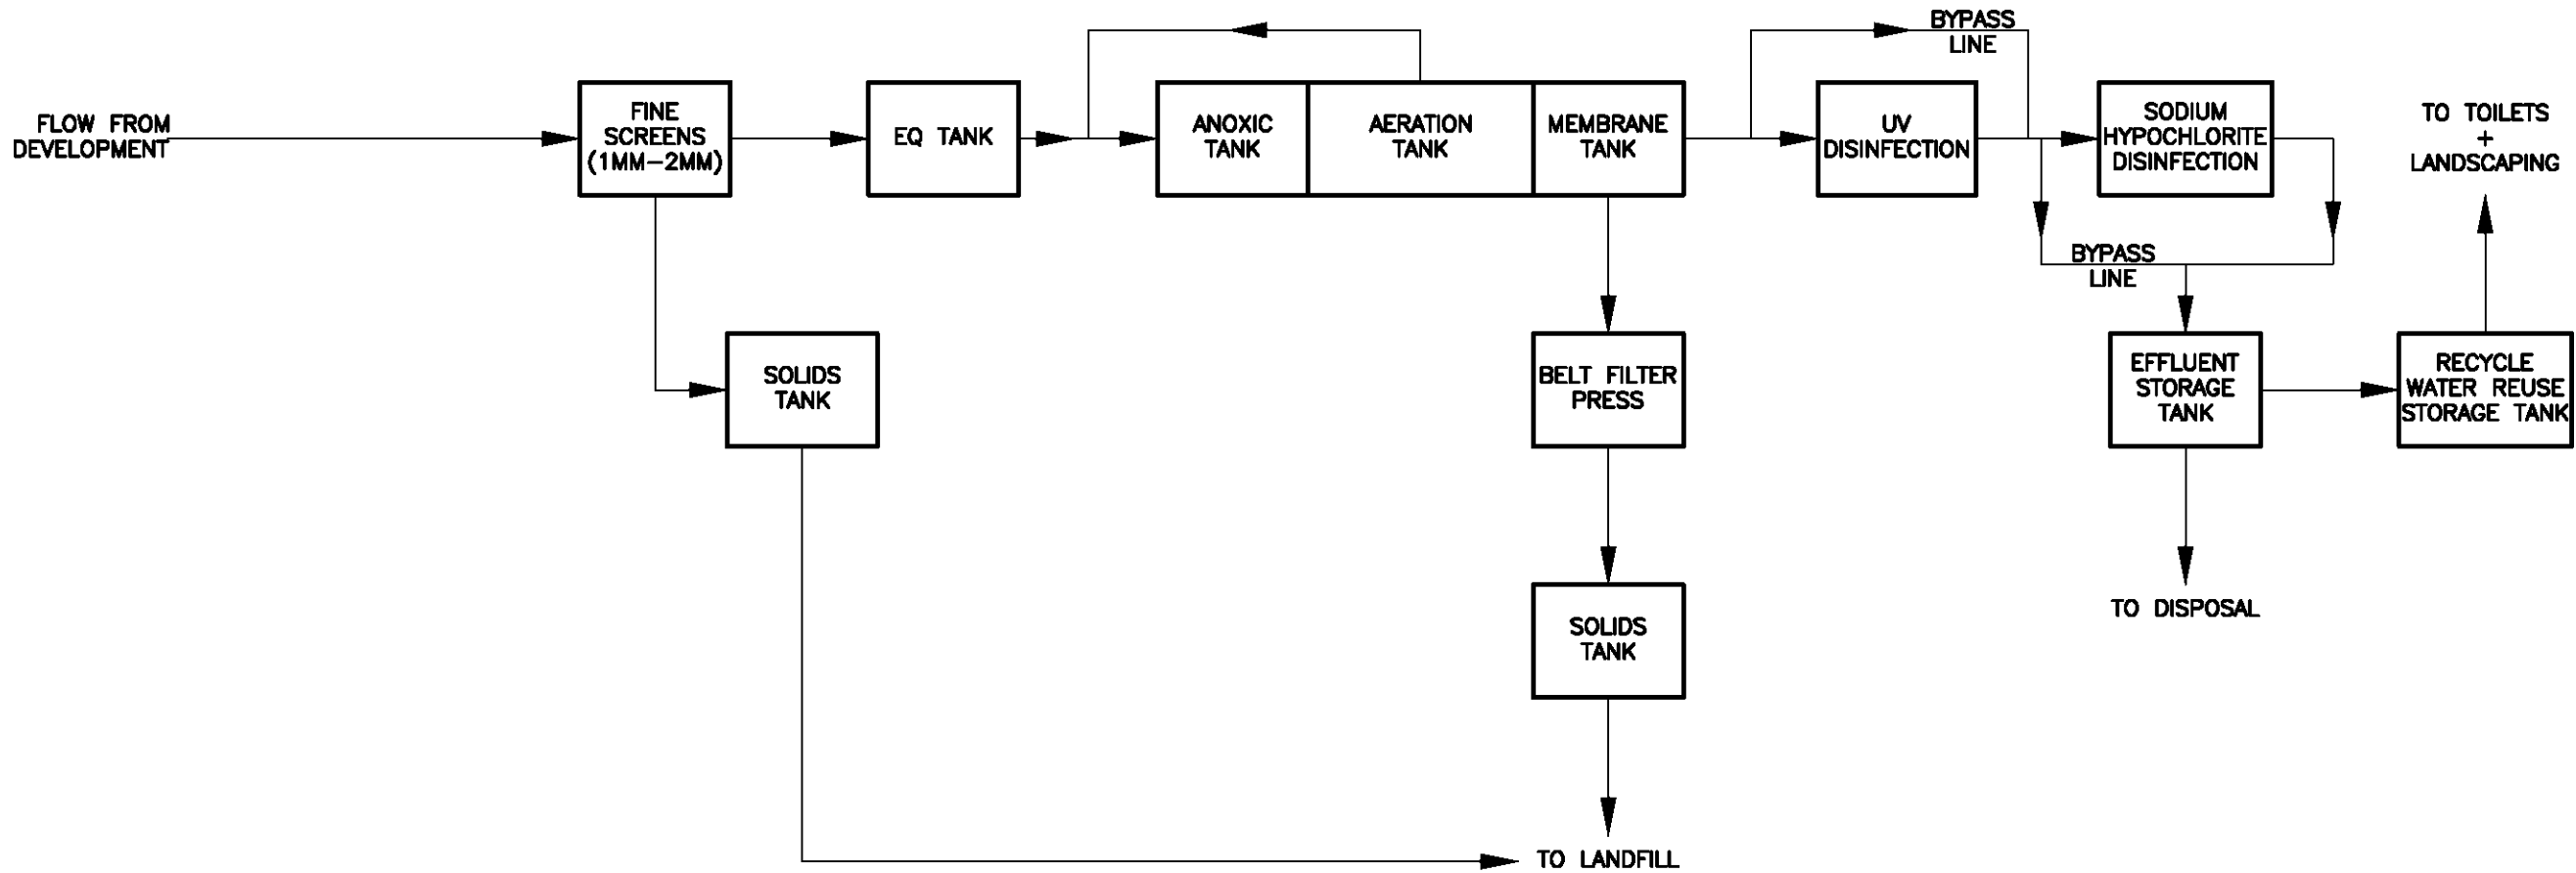 FLOW FROM
DEVELOPMENT
FINE
SCREENS
(1MM-2MM)
EQ TANK
ANOXIC
TANK
AERATION
TANK
MEMBRANE
TANK
BYPASS
LINE
UV
DISINFECTION
SODIUM
HYPOCHLORITE
DISINFECTION
TO TOILETS
+
LANDSCAPING
BYPASS
LINE
SOLIDS
TANK
BELT FILTER
PRESS
EFFLUENT
STORAGE
TANK
RECYCLE
WATER REUSE
STORAGE TANK
SOLIDS
TANK
TO DISPOSAL
TO LANDFILL